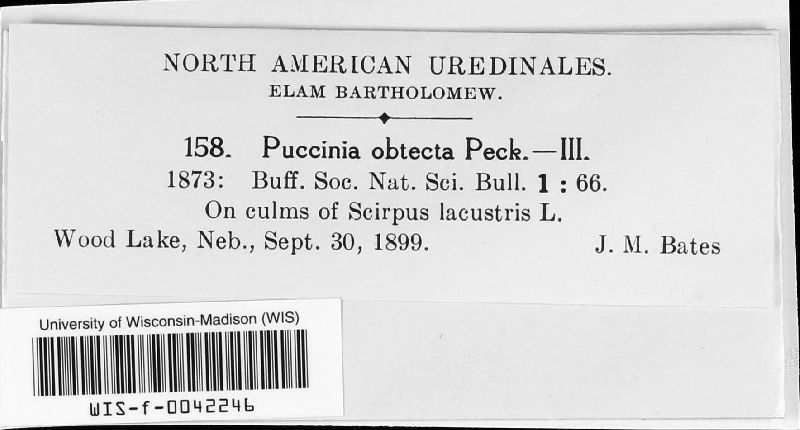 NORTH AMERICAN UREDINALES.
ELAM BARTHOLOMEW.
158. Puccinia obtecta Peck.—III.
1873: Buff. Soc. Nat. Sci. Bull. 1 : 66.
On culms of Scirpus lacustris L.
Wood Lake, Neb., Sept. 30, 1899. J. M. Bates
University of Wisconsin-Madison (WIS)
WIS-f-0042246